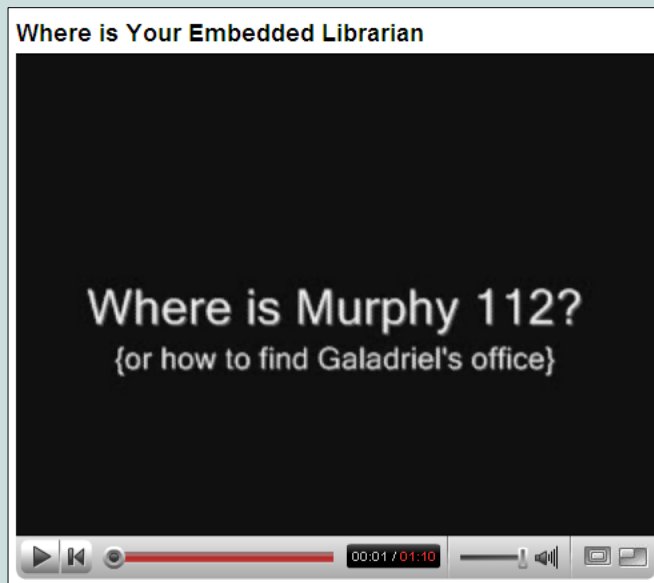 Where is Your Embedded Librarian
Where is Murphy 112?
{or how to find Galadriel's office}
00:01 / 01:10